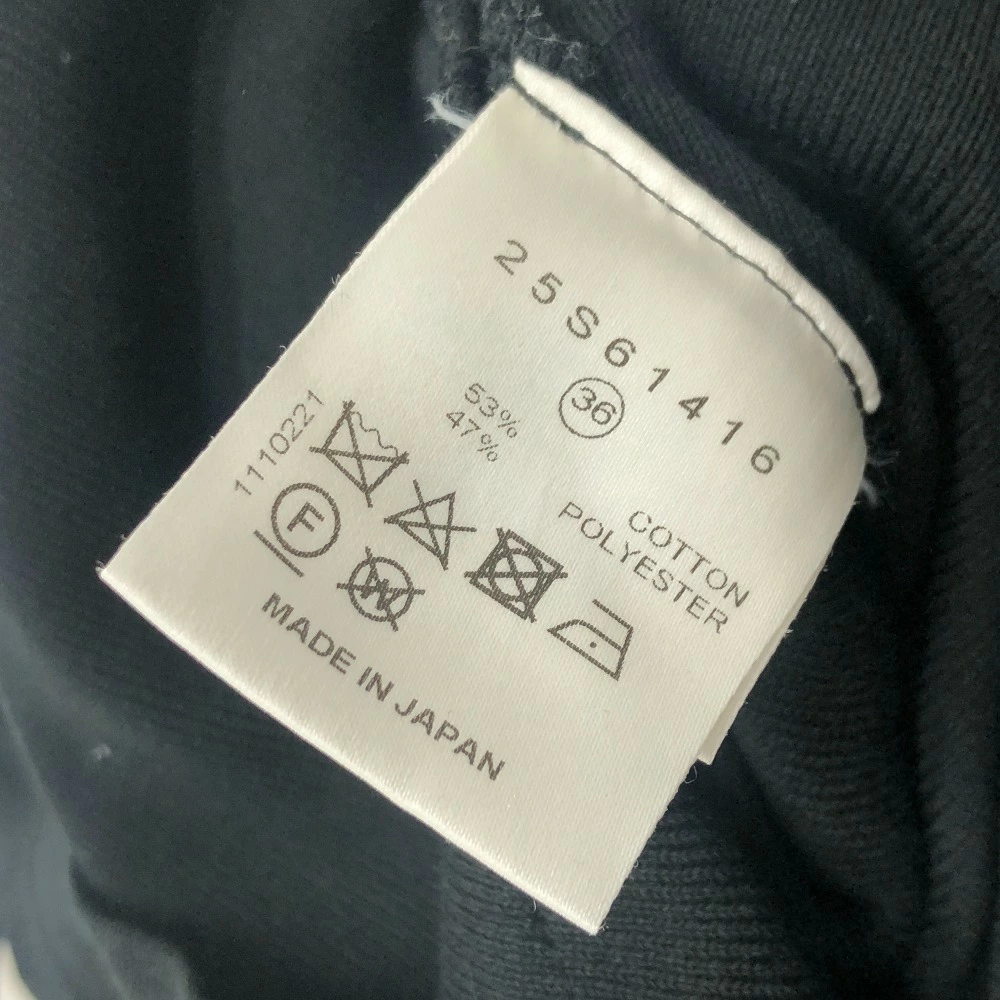 25S61416
36
53% COTTON
47% POLYESTER
1110221
F
W
MADE IN JAPAN